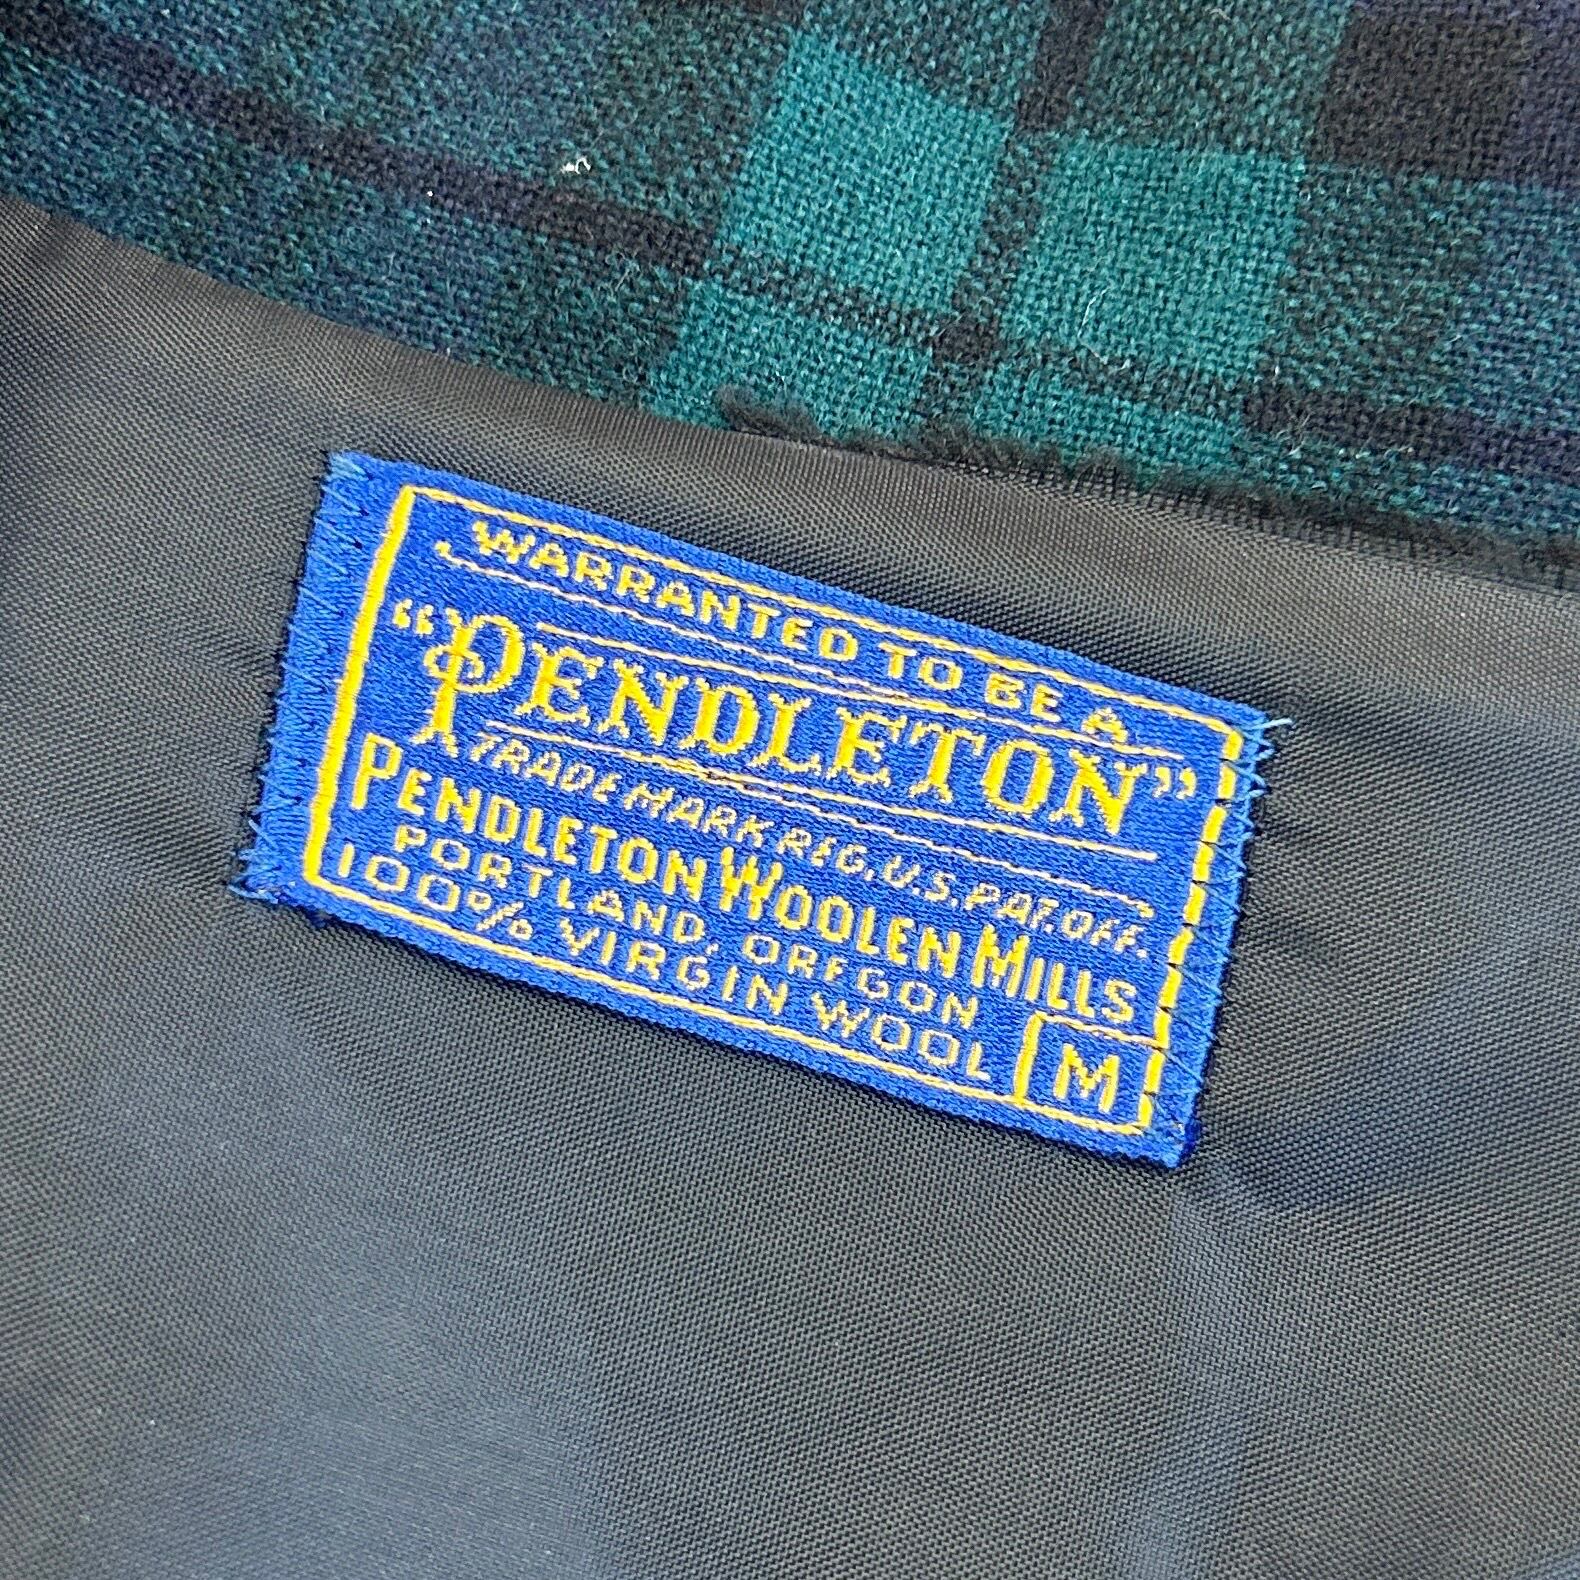 WARRANTED TO BE A
“PENDLETON”
TRADE MARK REG. U.S. PAT. OFF.
PENDLETON WOOLEN MILLS
PORTLAND, OREGON
100% VIRGIN WOOL
M